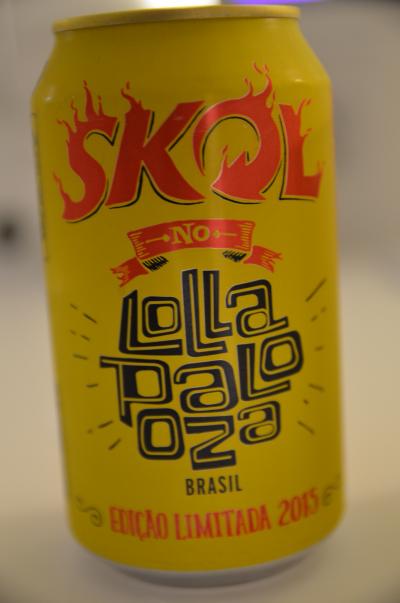 SKOL
NO
Lolla
Palo
oza
BRASIL
EDIÇÃO LIMITADA 2015